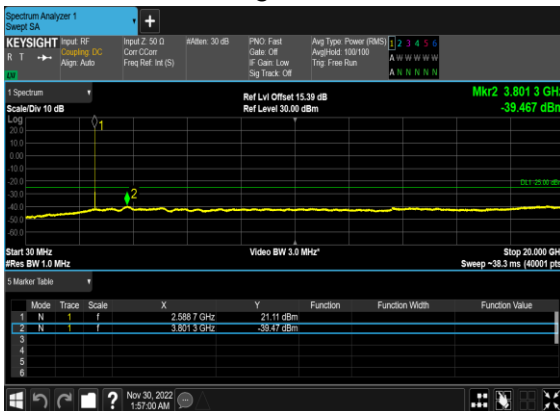 Spectrum Analyzer 1
Swept SA
KEYSIGHT
R T
LV
Input: RF
Coupling: DC
Align: Auto
Input Z: 50 Ω
Corr CCorr
Freq Ref: Int (S)
#Atten: 30 dB
PNO: Fast
Gate: Off
IF Gain: Low
Sig Track: Off
Avg Type: Power (RMS)
Avg|Hold: 100/100
Trig: Free Run
1 2 3 4 5 6
A W W W W W
A N N N N N
1 Spectrum
Scale/Div 10 dB
Ref Lvl Offset 15.39 dB
Ref Level 30.00 dBm
Mkr2 3.801 3 GHz
-39.467 dBm
Log
20.0
10.0
0.00
-10.0
-20.0
-30.0
-40.0
-50.0
-60.0
1
2
DL1 -25.00 dBm
Start 30 MHz
#Res BW 1.0 MHz
Video BW 3.0 MHz*
Stop 20.000 GHz
Sweep ~38.3 ms (40001 pts)
5 Marker Table
Mode Trace Scale X Y Function Function Width Function Value
1 N 1 f 2.588 7 GHz 21.11 dBm
2 N 1 f 3.801 3 GHz -39.47 dBm
3
4
5
6
?
Nov 30, 2022
1:57:00 AM